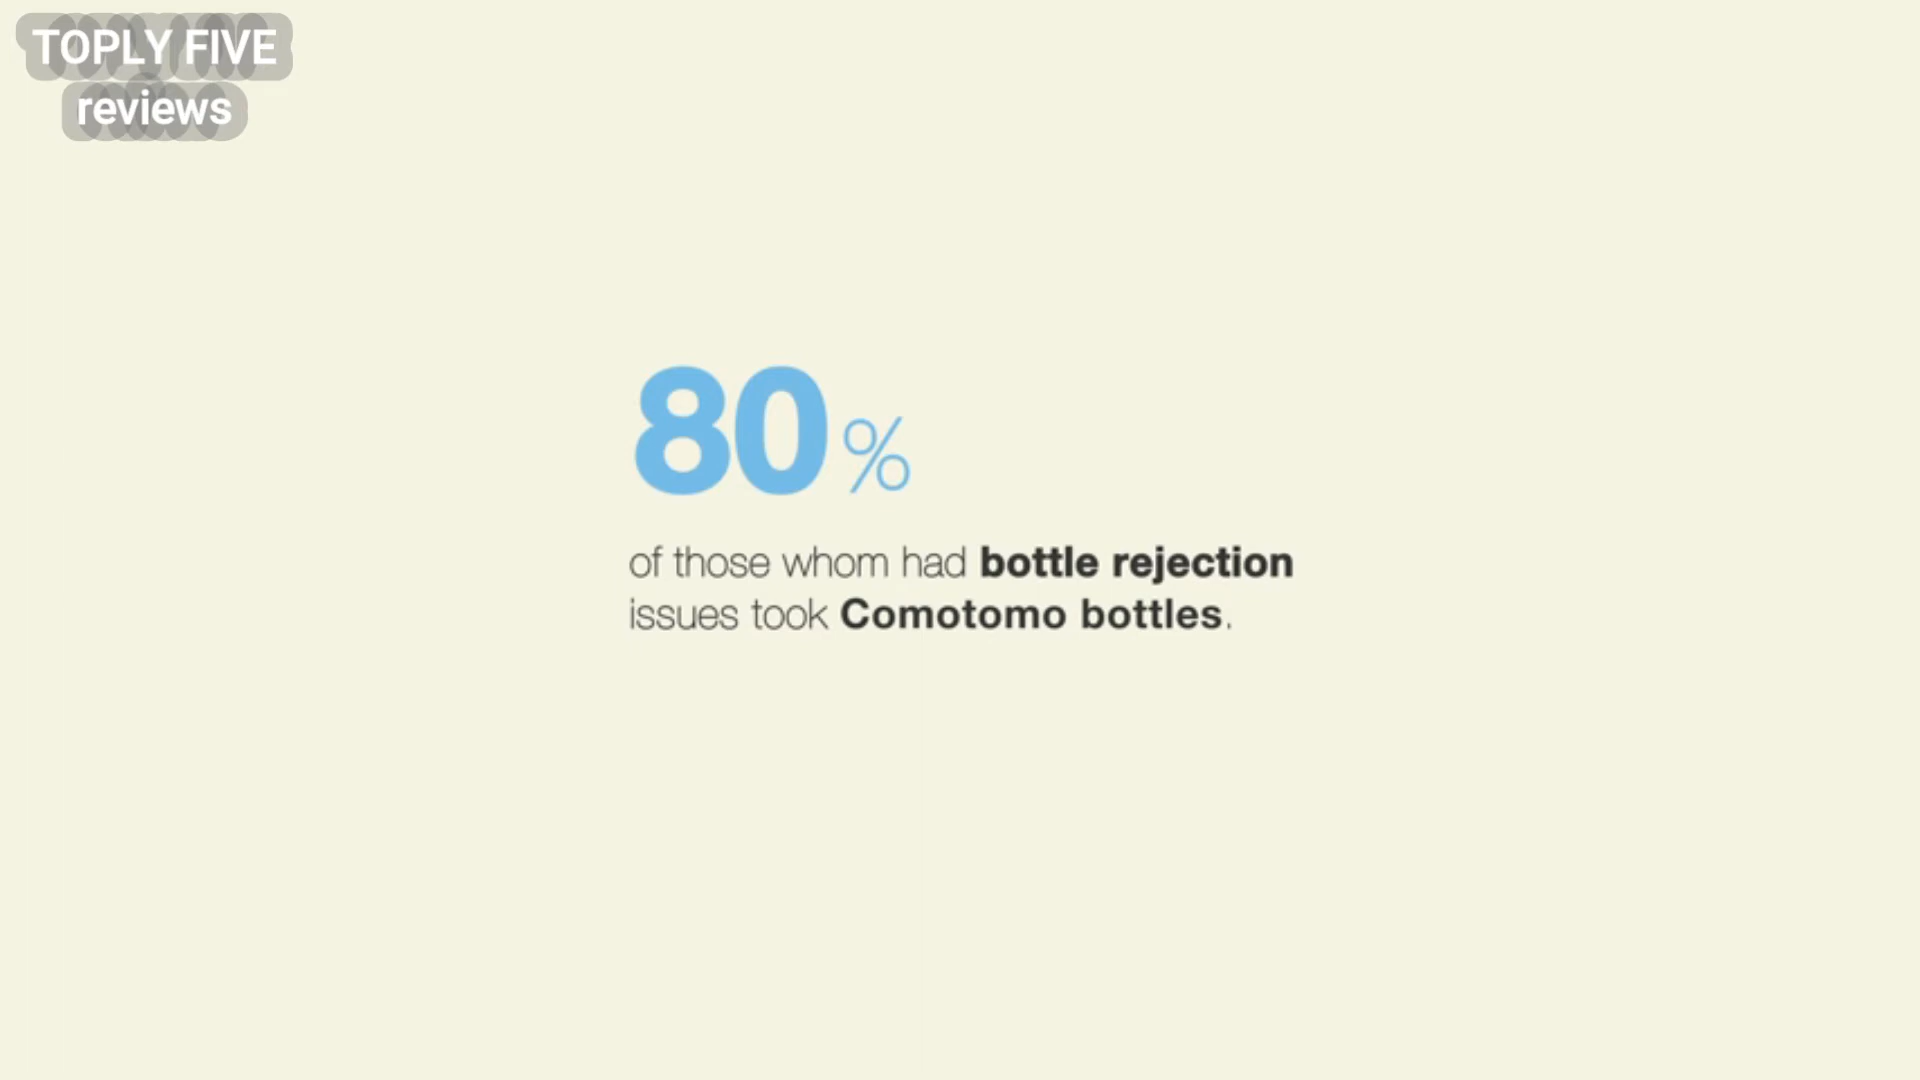 TOPLY FIVE
reviews
80%
of those whom had bottle rejection
issues took Comotomo bottles.